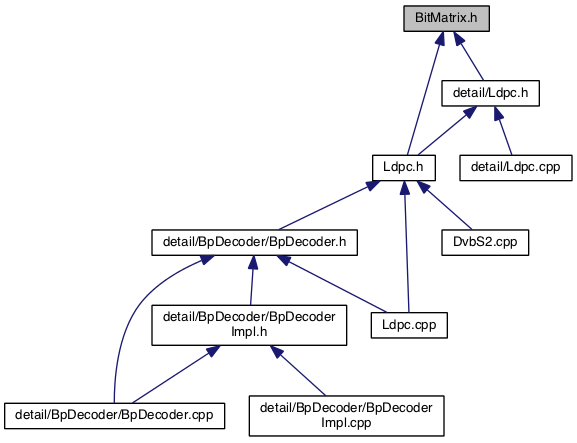 BitMatrix.h
detail/Ldpc.h
Ldpc.h
detail/Ldpc.cpp
detail/BpDecoder/BpDecoder.h
DvbS2.cpp
detail/BpDecoder/BpDecoder
Impl.h
Ldpc.cpp
detail/BpDecoder/BpDecoder.cpp
detail/BpDecoder/BpDecoder
Impl.cpp